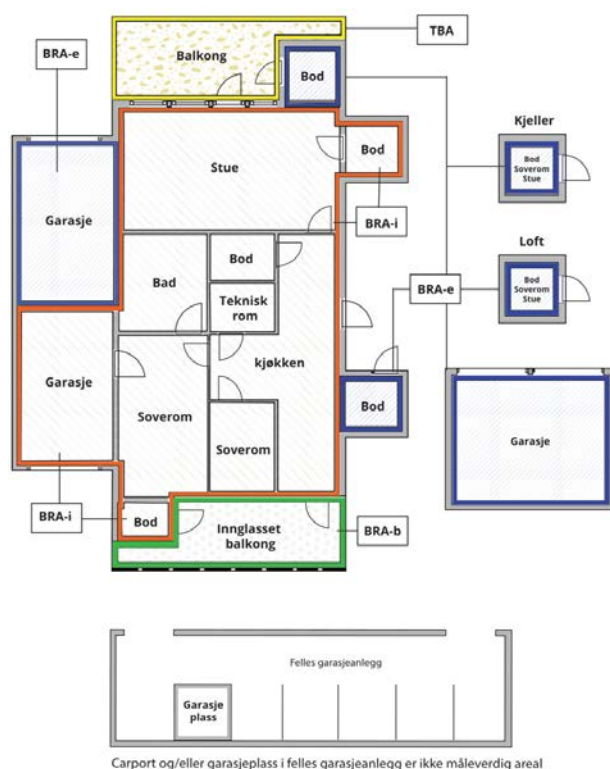 TBA
BRA-e
Balkong
Bod
Kjeller
Bod
Soverom
Stue
Stue
Bod
Garasje
BRA-i
Loft
Bod
Bad
Teknisk
rom
BRA-e
Bod
Soverom
Stue
Garasje
kjøkken
Soverom
Soverom
Bod
Garasje
BRA-i
Bod
Innglasset
balkong
BRA-b
Felles garasjeanlegg
Garasje
plass
Carport og/eller garasjeplass i felles garasjeanlegg er ikke måleverdig areal